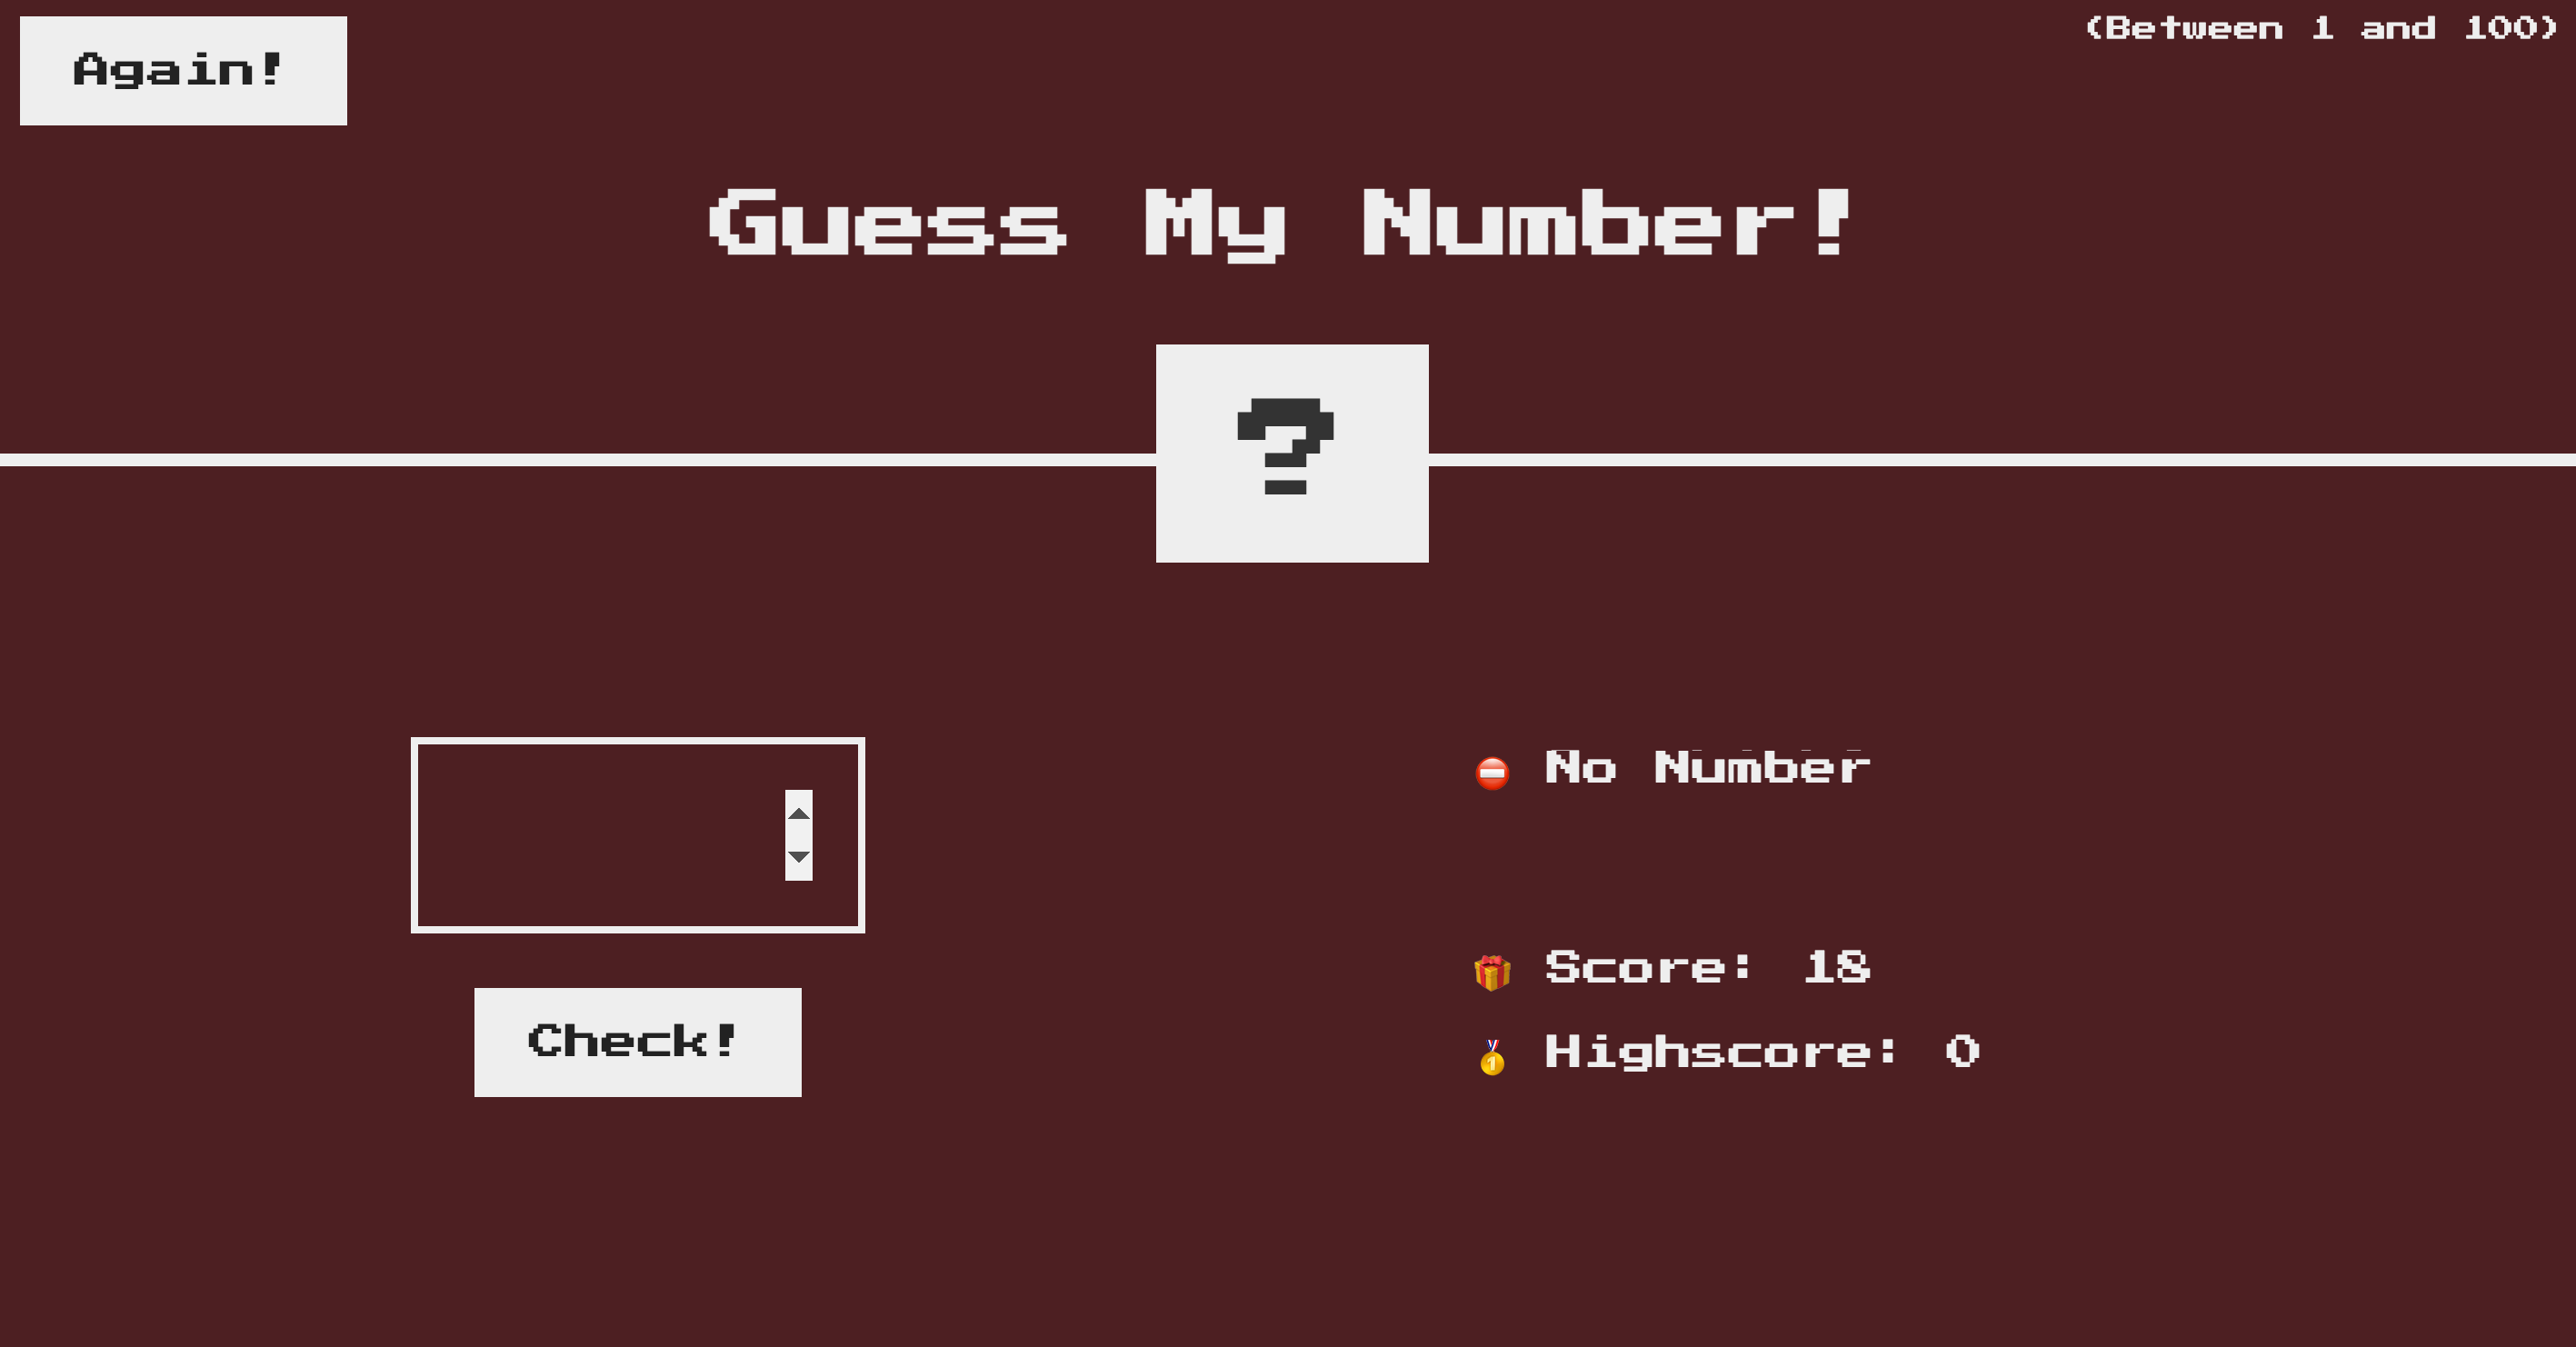 Again!
(Between 1 and 100)
Guess My Number!
?
⛔ No Number
Check!
🎁 Score: 18
🥇 Highscore: 0